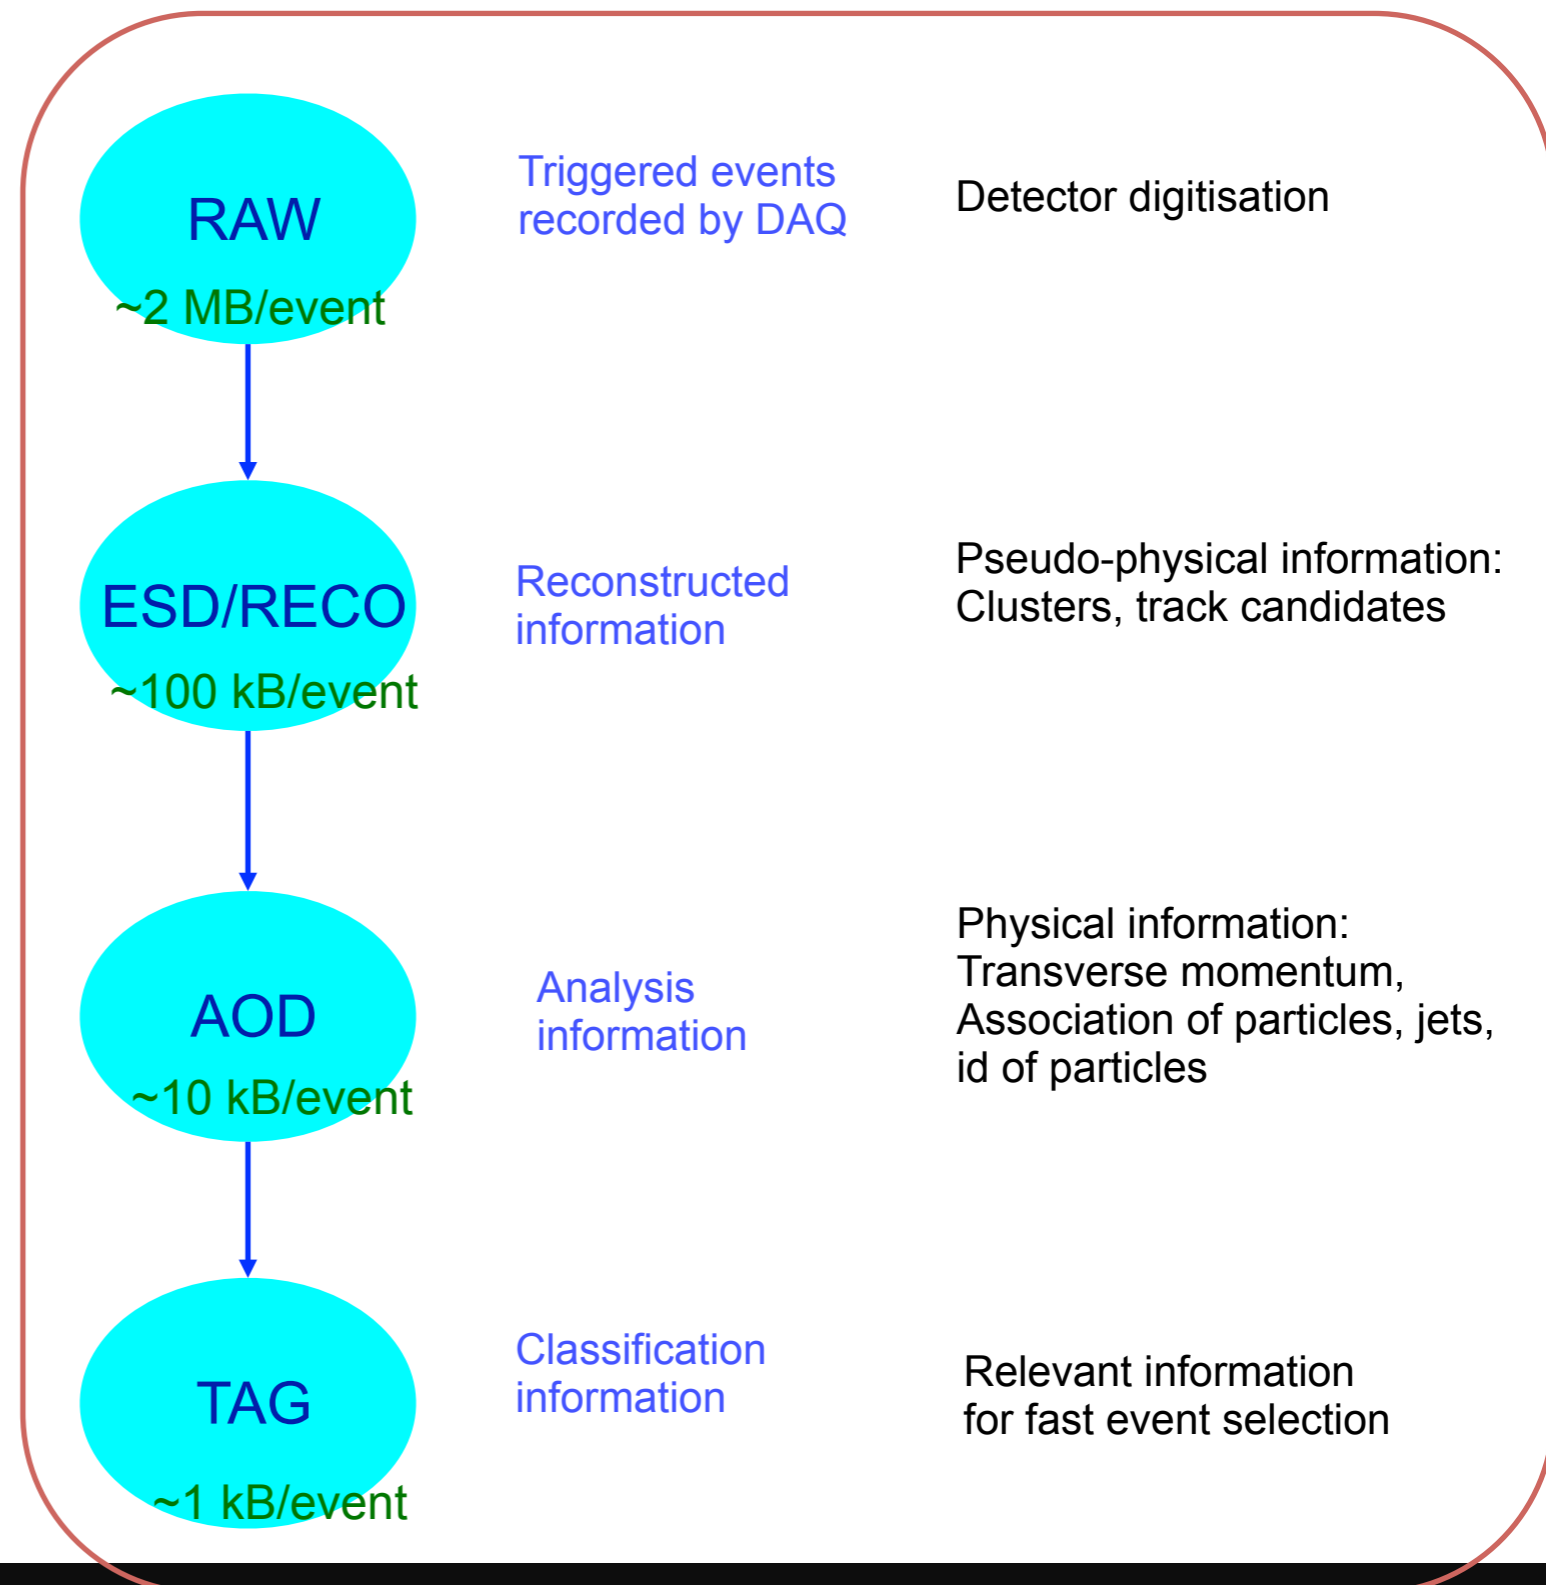 RAW
~2 MB/event
Triggered events
recorded by DAQ
Detector digitisation
ESD/RECO
~100 kB/event
Reconstructed
information
Pseudo-physical information:
Clusters, track candidates
AOD
~10 kB/event
Analysis
information
Physical information:
Transverse momentum,
Association of particles, jets,
id of particles
TAG
~1 kB/event
Classification
information
Relevant information
for fast event selection